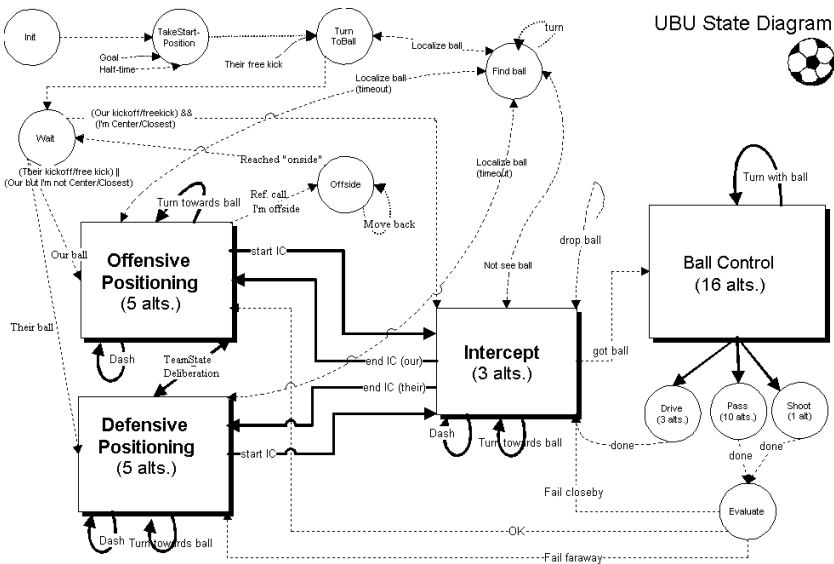 UBU State Diagram
Init
TakeStart-
Position
Turn
ToBall
turn
Goal
Half-time
Their free kick
Localize ball
Find ball
Localize ball
(timeout)
(Our kickoff/freekick) &&
(I'm Center/Closest)
Wait
Reached "onside"
Localize ball
(timeout)
(Their kickoff/free kick) ||
(Our but I'm not Center/Closest)
Offside
Ref. call,
I'm offside
Turn with ball
Turn towards ball
Move back
drop ball
Our ball
start IC
Offensive
Positioning
(5 alts.)
Not see ball
Ball Control
(16 alts.)
Their ball
Dash
TeamState
Deliberation
end IC (our)
Intercept
(3 alts.)
got ball
end IC (their)
Defensive
Positioning
(5 alts.)
Drive
(3 alts.)
Pass
(10 alts.)
Shoot
(1 alt)
start IC
Dash
Turn towards ball
done
done
done
Fail closeby
Evaluate
OK
Dash
Turn towards ball
Fail faraway